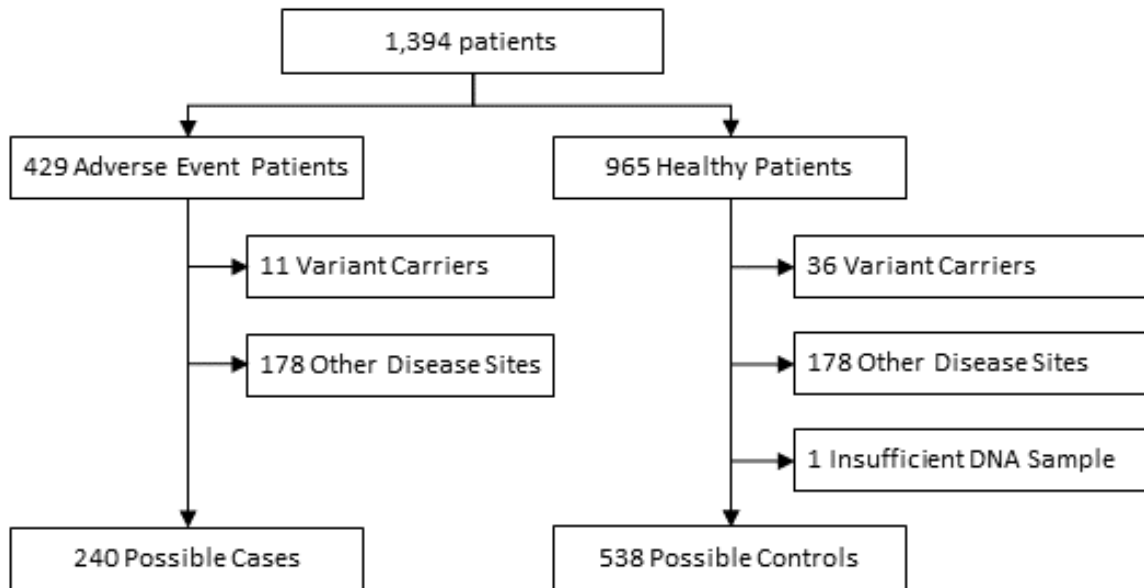 1,394 patients
429 Adverse Event Patients
965 Healthy Patients
11 Variant Carriers
36 Variant Carriers
178 Other Disease Sites
178 Other Disease Sites
1 Insufficient DNA Sample
240 Possible Cases
538 Possible Controls